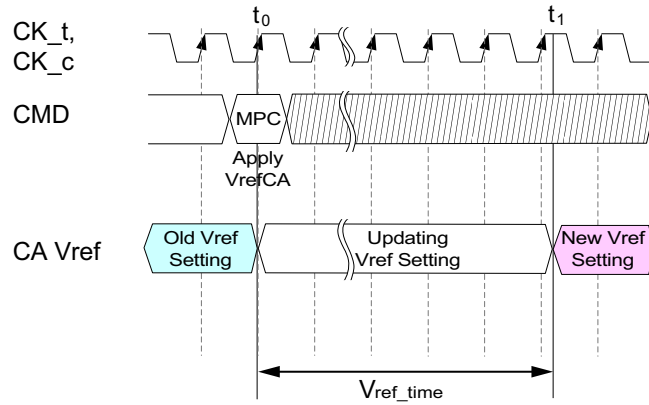 t0 t1
CK_t,
CK_c
CMD
MPC
Apply
VrefCA
CA Vref
Old Vref
Setting
Updating
Vref Setting
New Vref
Setting
Vref_time